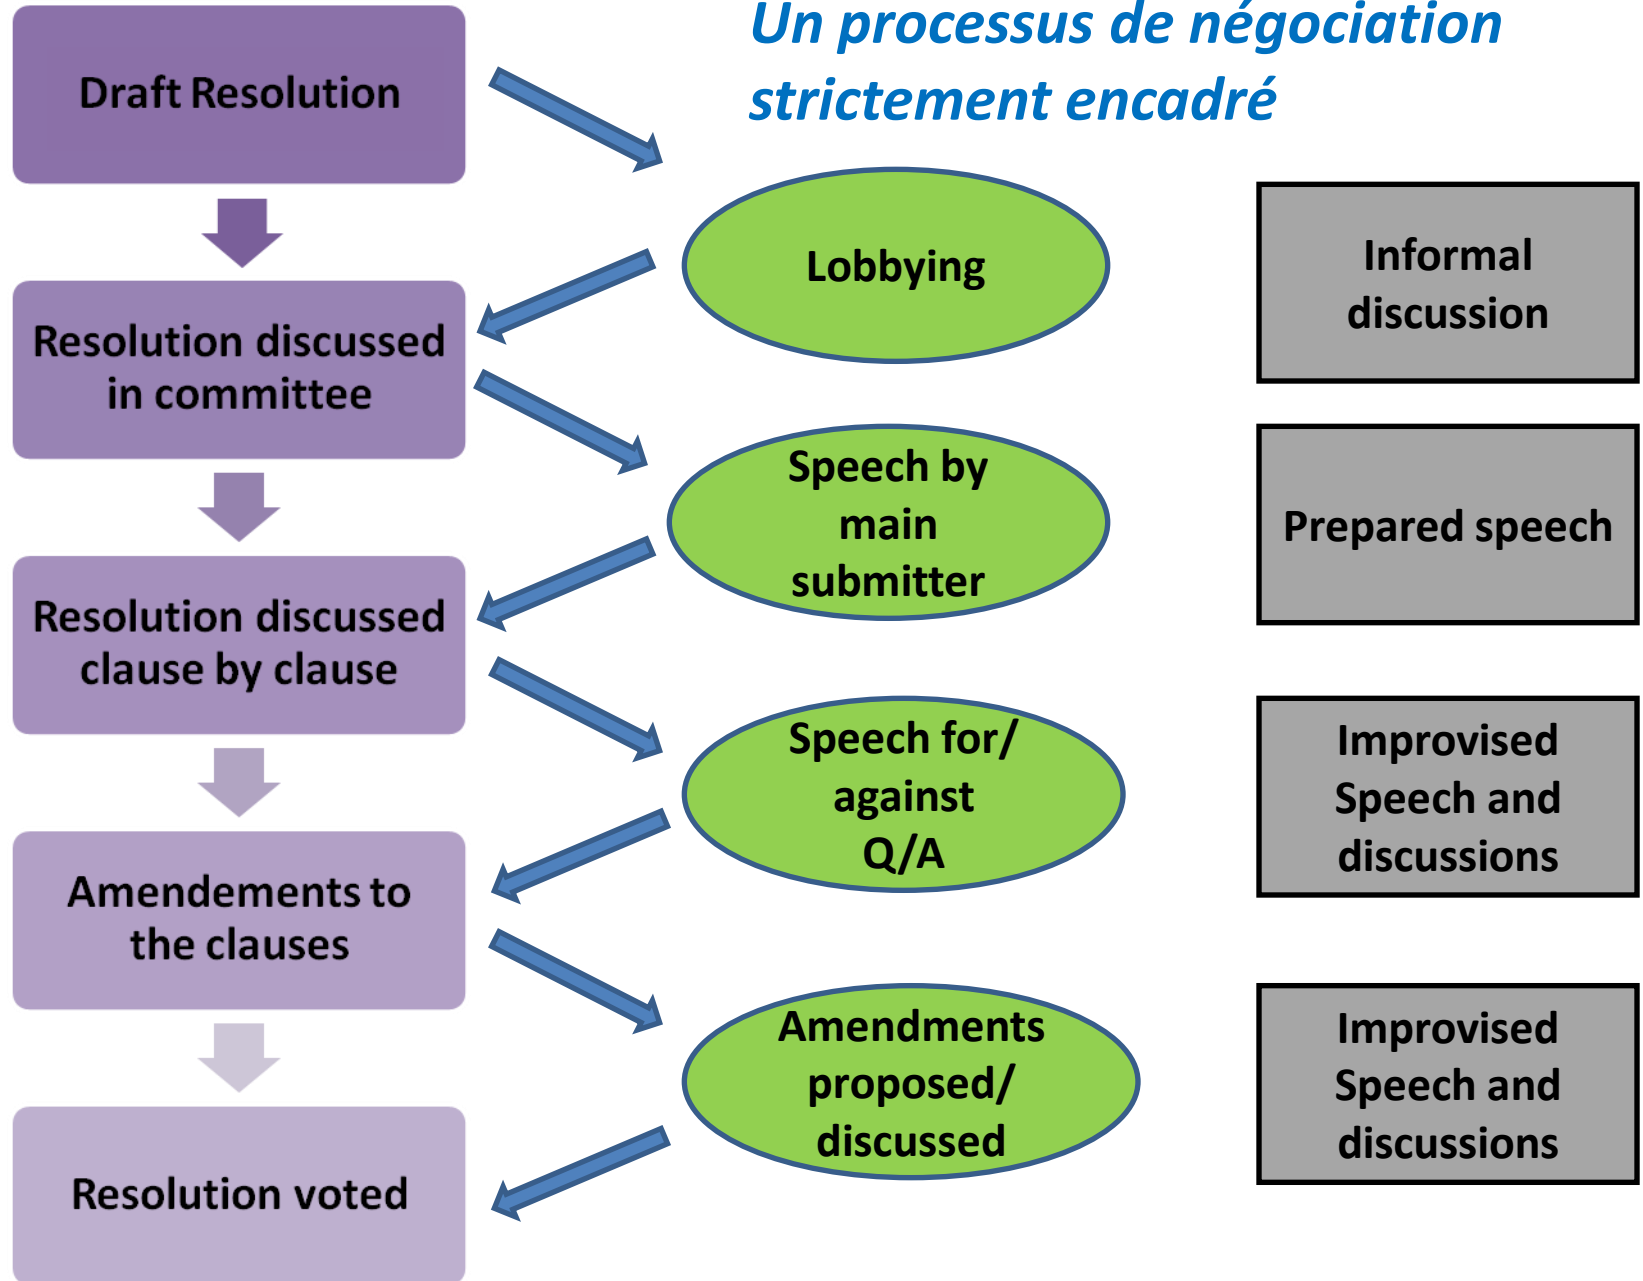 Un processus de négociation
strictement encadré
Draft Resolution
Lobbying
Informal
discussion
Resolution discussed
in committee
Speech by
main
submitter
Prepared speech
Resolution discussed
clause by clause
Speech for/
against
Q/A
Improvised
Speech and
discussions
Amendements to
the clauses
Amendments
proposed/
discussed
Improvised
Speech and
discussions
Resolution voted